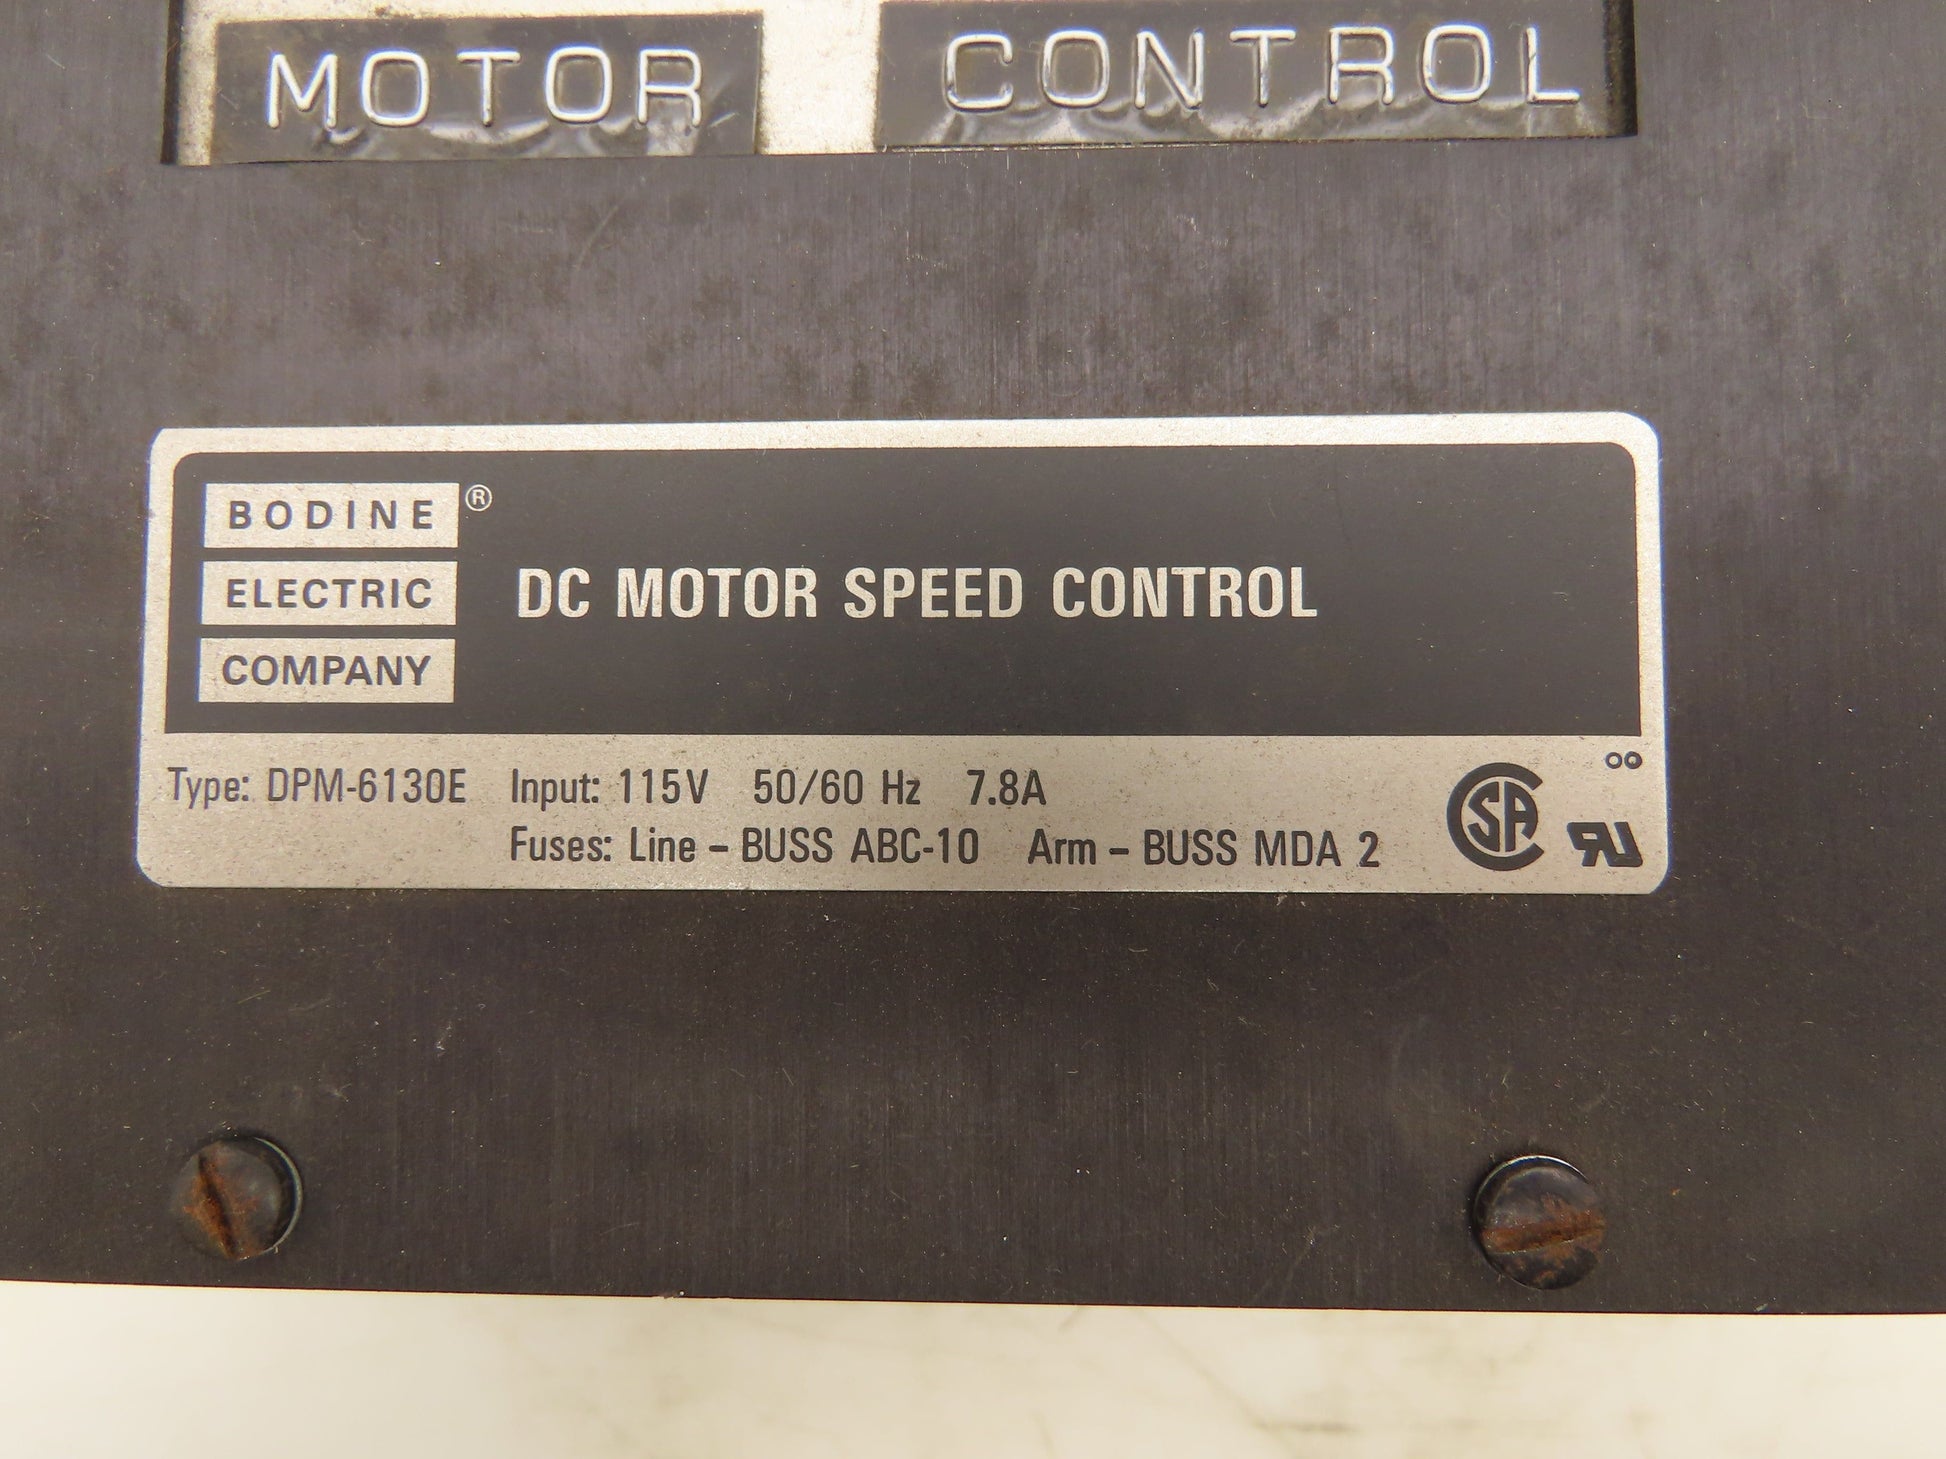 MOTOR CONTROL
BODINE ®
ELECTRIC
COMPANY
DC MOTOR SPEED CONTROL
Type: DPM-6130E Input: 115V 50/60 Hz 7.8A
Fuses: Line - BUSS ABC-10 Arm - BUSS MDA 2